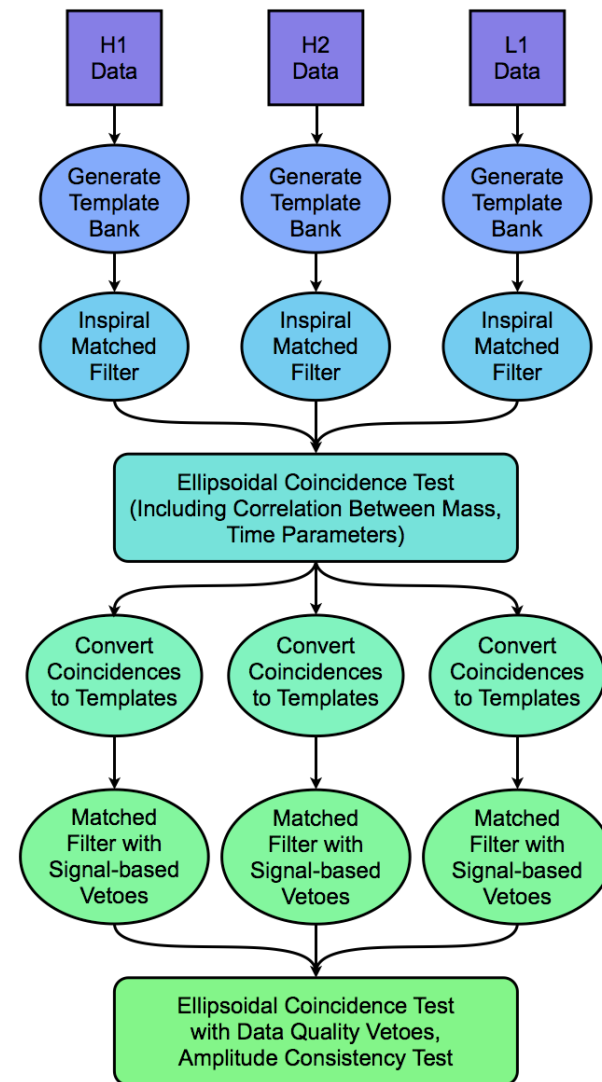 H1
Data
H2
Data
L1
Data
Generate
Template
Bank
Generate
Template
Bank
Generate
Template
Bank
Inspiral
Matched
Filter
Inspiral
Matched
Filter
Inspiral
Matched
Filter
Ellipsoidal Coincidence Test
(Including Correlation Between Mass,
Time Parameters)
Convert
Coincidences
to Templates
Convert
Coincidences
to Templates
Convert
Coincidences
to Templates
Matched
Filter with
Signal-based
Vetoes
Matched
Filter with
Signal-based
Vetoes
Matched
Filter with
Signal-based
Vetoes
Ellipsoidal Coincidence Test
with Data Quality Vetoes,
Amplitude Consistency Test